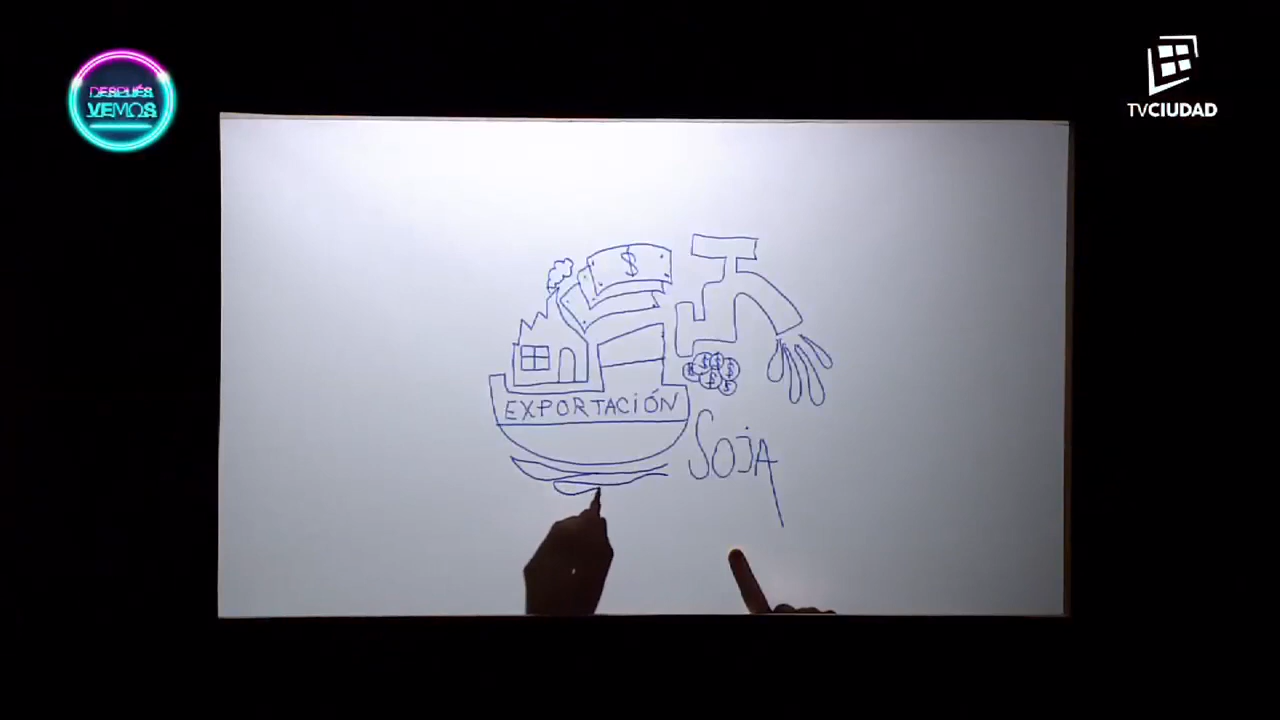 DESPUÉS
VEMOS
TVCIUDAD
$
$ $ $ $ $ $
EXPORTACIÓN
SOJA